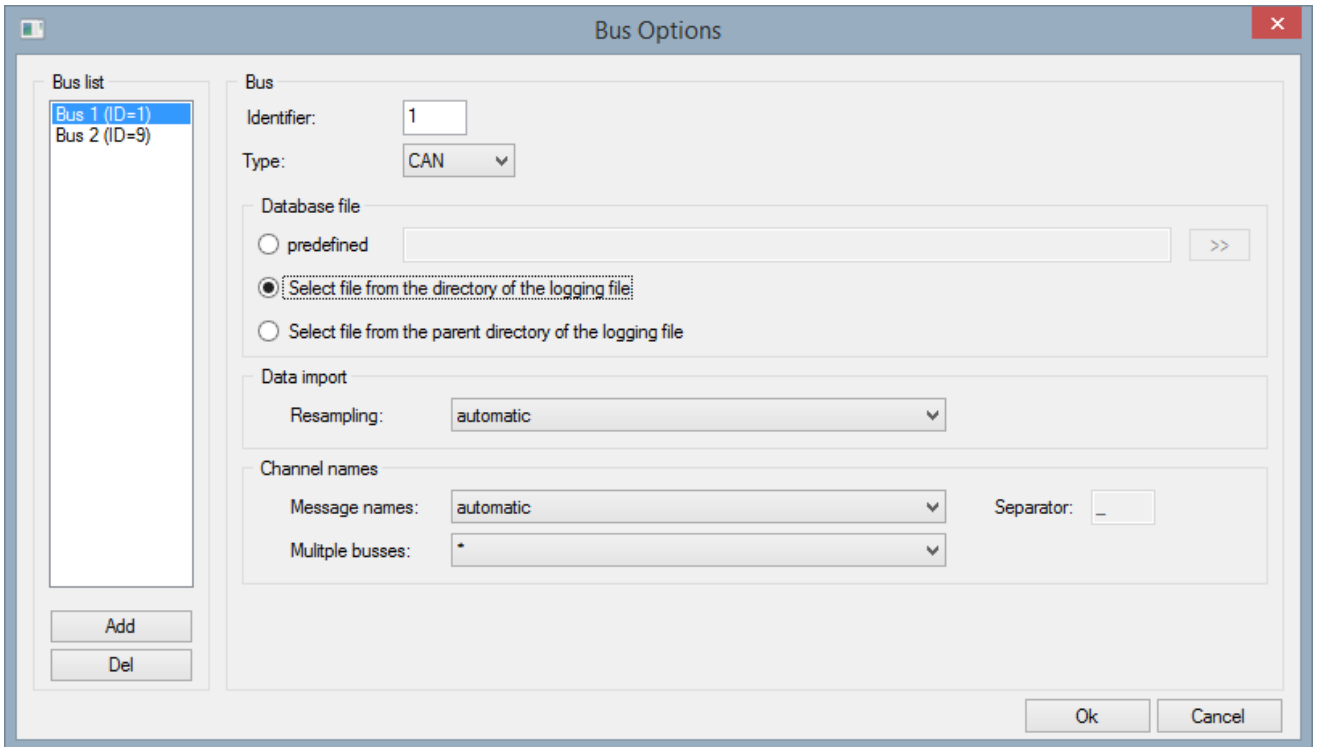 Bus Options
Bus list
Bus 1 (ID=1)
Bus 2 (ID=9)
Add
Del
Bus
Identifier: 1
Type: CAN
Database file
predefined >>
Select file from the directory of the logging file
Select file from the parent directory of the logging file
Data import
Resampling: automatic
Channel names
Message names: automatic Separator: _
Mulitple busses: *
Ok Cancel